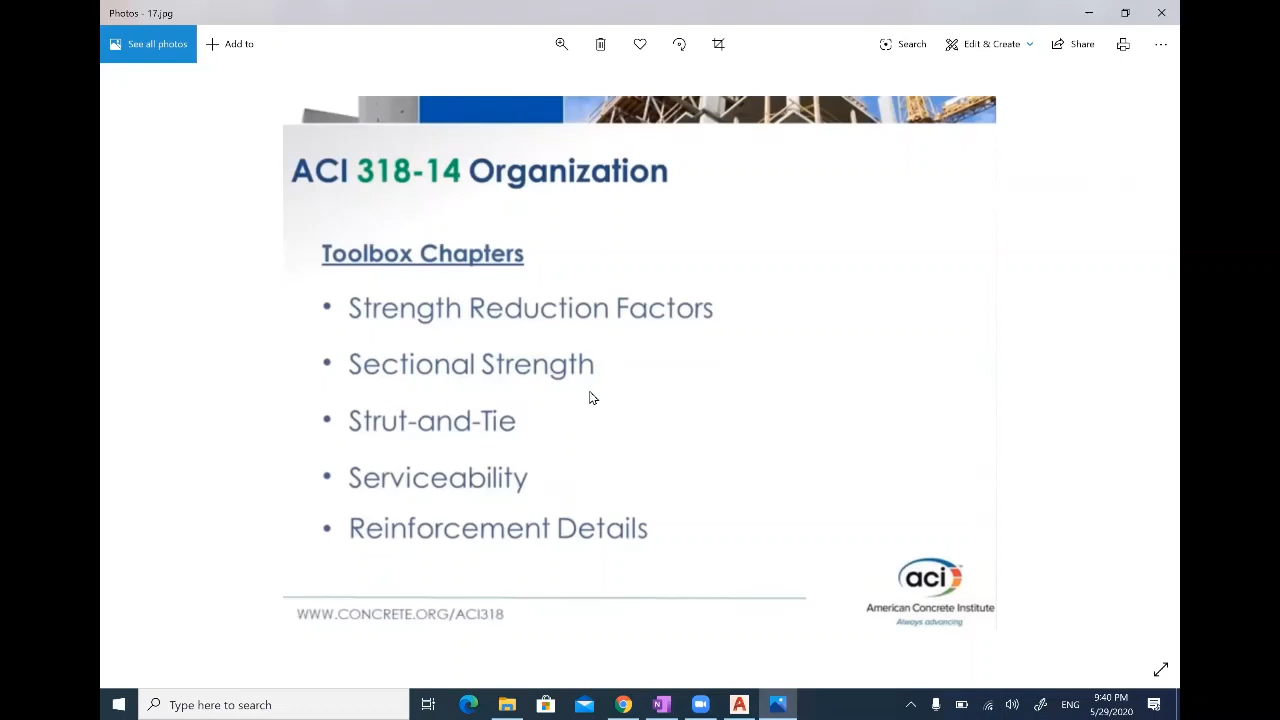 Photos - 17.jpg
See all photos
Add to
Search
Edit & Create
Share
ACI 318-14 Organization
Toolbox Chapters
• Strength Reduction Factors
• Sectional Strength
• Strut-and-Tie
• Serviceability
• Reinforcement Details
aci
American Concrete Institute
Always advancing
WWW.CONCRETE.ORG/ACI318
Type here to search
ENG
9:40 PM
5/29/2020